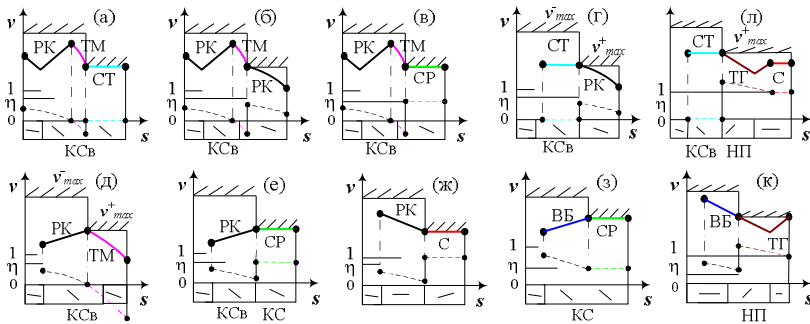 v (а) РК ТМ СТ 1 η 0 КСв s
v (б) РК ТМ РК 1 η 0 КСв s
v (в) РК ТМ СР 1 η 0 КСв s
v v⁻max (г) СТ v⁺max РК 1 η 0 КСв s
v (л) СТ v⁺max ТГ С 1 η 0 КСв НП s
v v⁻max (д) v⁺max РК ТМ 1 η 0 КСв s
v (е) РК СР 1 η 0 КСв КС s
v (ж) РК С 1 η 0 s
v (з) ВБ СР 1 η 0 КС s
v (к) ВБ ТГ 1 η 0 НП s